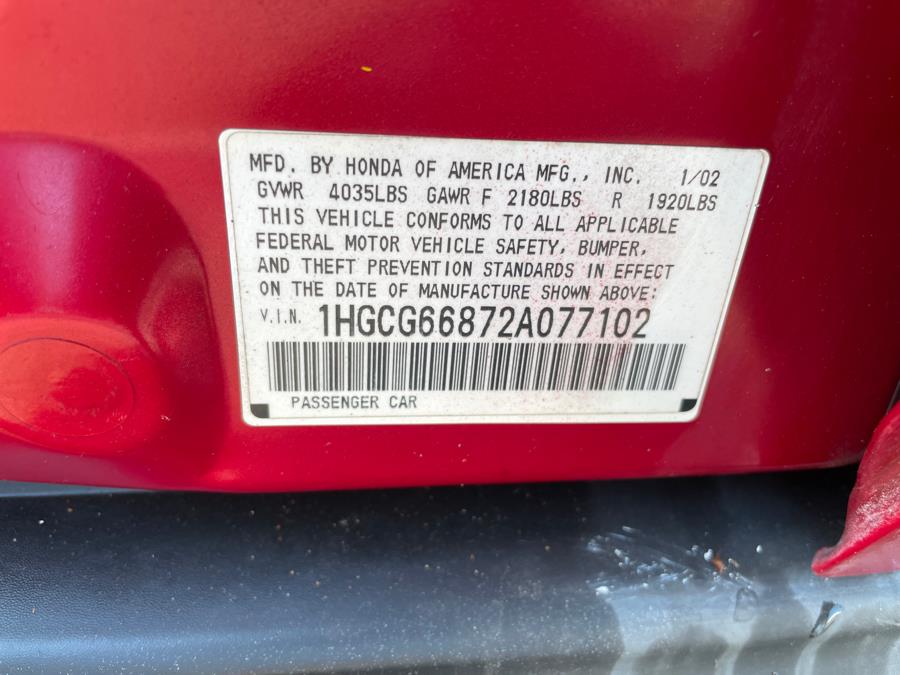 MFD. BY HONDA OF AMERICA MFG., INC. 1/02
GVWR 4035LBS GAWR F 2180LBS R 1920LBS
THIS VEHICLE CONFORMS TO ALL APPLICABLE
FEDERAL MOTOR VEHICLE SAFETY, BUMPER,
AND THEFT PREVENTION STANDARDS IN EFFECT
ON THE DATE OF MANUFACTURE SHOWN ABOVE:
V.I.N. 1HGCG66872A077102
PASSENGER CAR